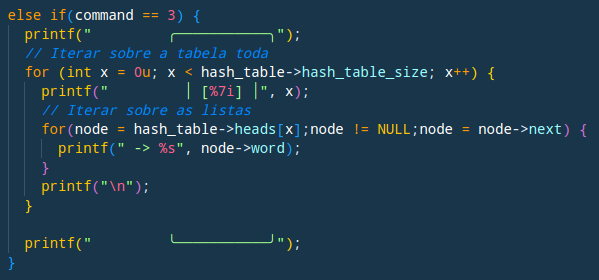 else if(command == 3) {
  printf("         ╭───────────╮");
  // Iterar sobre a tabela toda
  for (int x = 0u; x < hash_table->hash_table_size; x++) {
    printf("         │ [%7i] │", x);
    // Iterar sobre as listas
    for(node = hash_table->heads[x];node != NULL;node = node->next) {
      printf(" -> %s", node->word);
    }
    printf("\n");
  }

  printf("         ╰───────────╯");
}